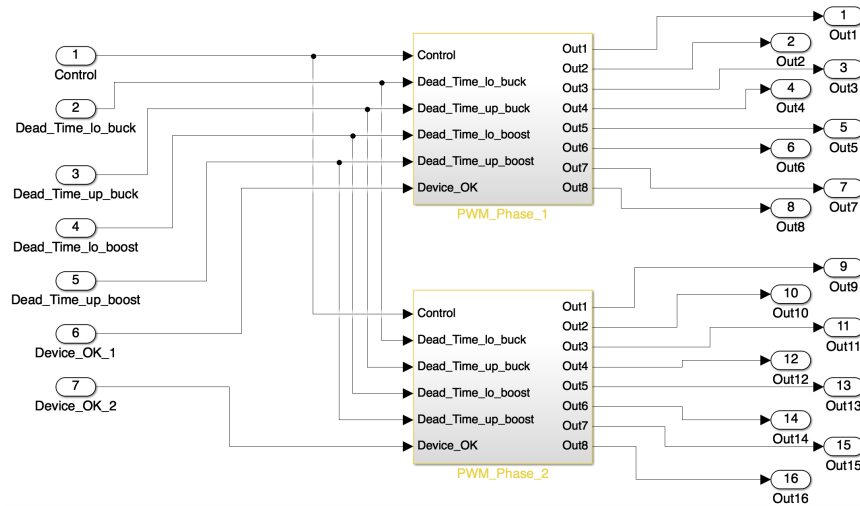 1
Control
2
Dead_Time_lo_buck
3
Dead_Time_up_buck
4
Dead_Time_lo_boost
5
Dead_Time_up_boost
6
Device_OK_1
7
Device_OK_2
Control
Dead_Time_lo_buck
Dead_Time_up_buck
Dead_Time_lo_boost
Dead_Time_up_boost
Device_OK
Out1
Out2
Out3
Out4
Out5
Out6
Out7
Out8
PWM_Phase_1
Control
Dead_Time_lo_buck
Dead_Time_up_buck
Dead_Time_lo_boost
Dead_Time_up_boost
Device_OK
Out1
Out2
Out3
Out4
Out5
Out6
Out7
Out8
PWM_Phase_2
1
Out1
2
Out2
3
Out3
4
Out4
5
Out5
6
Out6
7
Out7
8
Out8
9
Out9
10
Out10
11
Out11
12
Out12
13
Out13
14
Out14
15
Out15
16
Out16